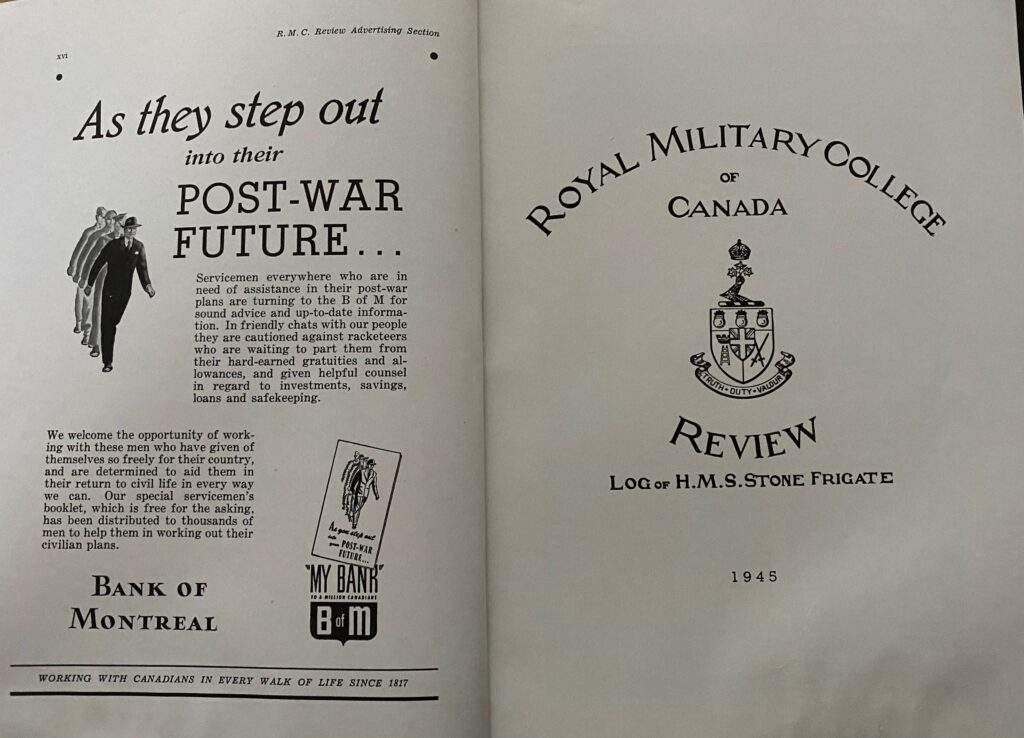 R. M. C. Review Advertising Section
xvi
As they step out
into their
POST-WAR
FUTURE...
Servicemen everywhere who are in
need of assistance in their post-war
plans are turning to the B of M for
sound advice and up-to-date informa-
tion. In friendly chats with our people
they are cautioned against racketeers
who are waiting to part them from
their hard-earned gratuities and al-
lowances, and given helpful counsel
in regard to investments, savings,
loans and safekeeping.
We welcome the opportunity of work-
ing with these men who have given of
themselves so freely for their country,
and are determined to aid them in
their return to civil life in every way
we can. Our special servicemen's
booklet, which is free for the asking,
has been distributed to thousands of
men to help them in working out their
civilian plans.
As you step out
into
your POST-WAR
FUTURE...
BANK OF
MONTREAL
"MY BANK"
TO A MILLION CANADIANS
B of M
WORKING WITH CANADIANS IN EVERY WALK OF LIFE SINCE 1817
ROYAL MILITARY COLLEGE
OF
CANADA
TRUTH · DUTY · VALOUR
REVIEW
LOG OF H.M.S. STONE FRIGATE
1945